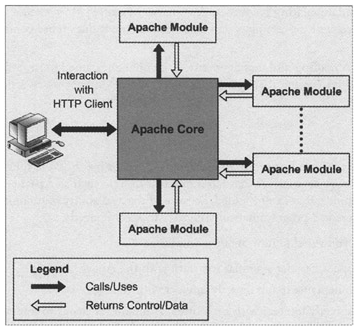 Apache Module
Interaction
with
HTTP Client
Apache Module
Apache Core
Apache Module
Apache Module
Legend
Calls/Uses
Returns Control/Data